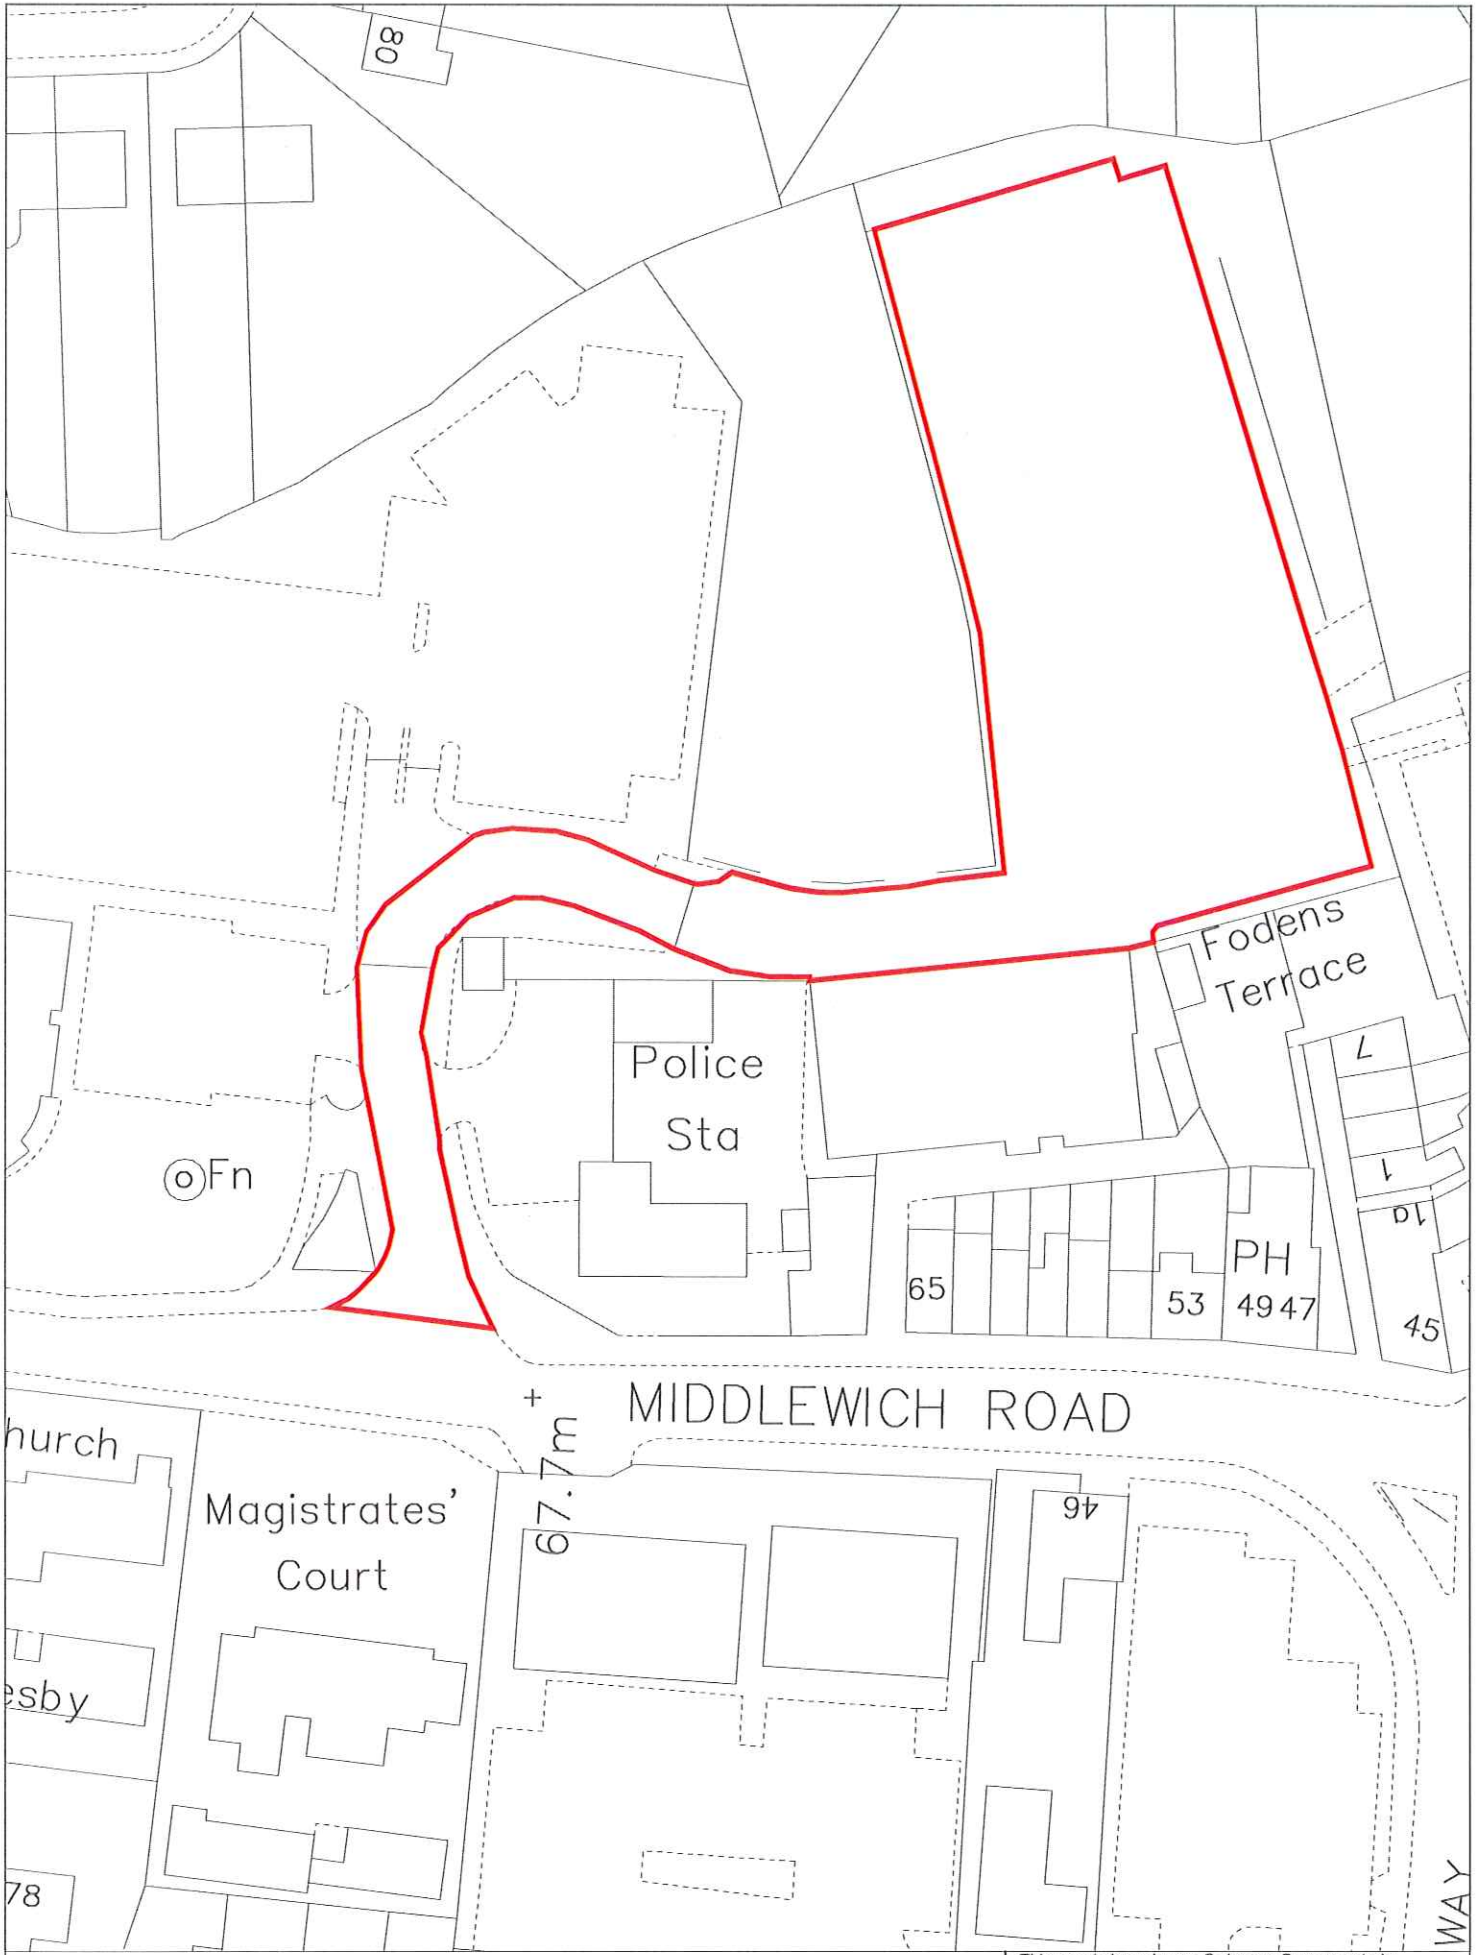 80
Fodens
Terrace
Police
Sta
7
Fn
1
1a
PH
65
53
49 47
45
MIDDLEWICH ROAD
67.7m
hurch
46
Magistrates'
Court
esby
78
WAY